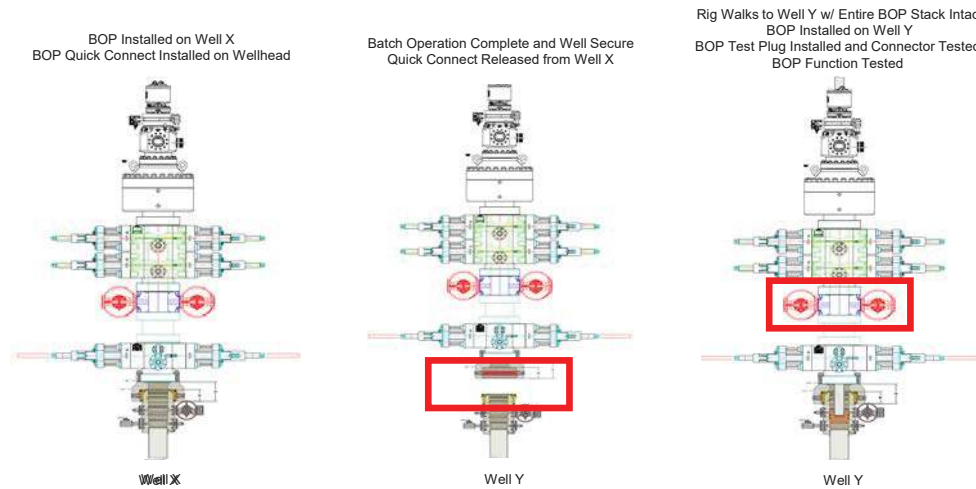 BOP Installed on Well X
BOP Quick Connect Installed on Wellhead
Batch Operation Complete and Well Secure
Quick Connect Released from Well X
Rig Walks to Well Y w/ Entire BOP Stack Intac
BOP Installed on Well Y
BOP Test Plug Installed and Connector Tested
BOP Function Tested
Well X
Well Y
Well Y